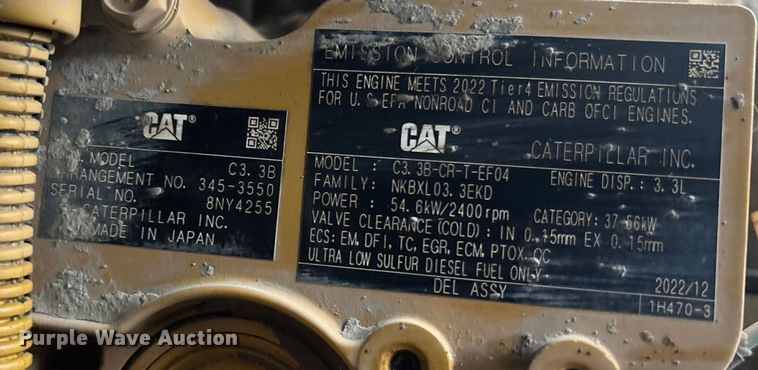 CAT
MODEL C3.3B
ARRANGEMENT NO. 345-3550
SERIAL NO. 8NY4255
CATERPILLAR INC.
MADE IN JAPAN
EMISSION CONTROL INFORMATION
THIS ENGINE MEETS 2022 Tier4 EMISSION REGULATIONS
FOR U.S EPA NONROAD CI AND CARB OFCI ENGINES.
CAT CATERPILLAR INC.
MODEL : C3.3B-CR-T-EF04 ENGINE DISP.: 3.3L
FAMILY: NKBXL03.3EKD
POWER : 54.6kW/2400rpm CATEGORY: 37-56kW
VALVE CLEARANCE(COLD): IN 0.15mm EX 0.15mm
ECS: EM, DFI, TC, EGR, ECM, PTOX, OC
ULTRA LOW SULFUR DIESEL FUEL ONLY
DEL ASSY 2022/12
1H470-3
Purple Wave Auction